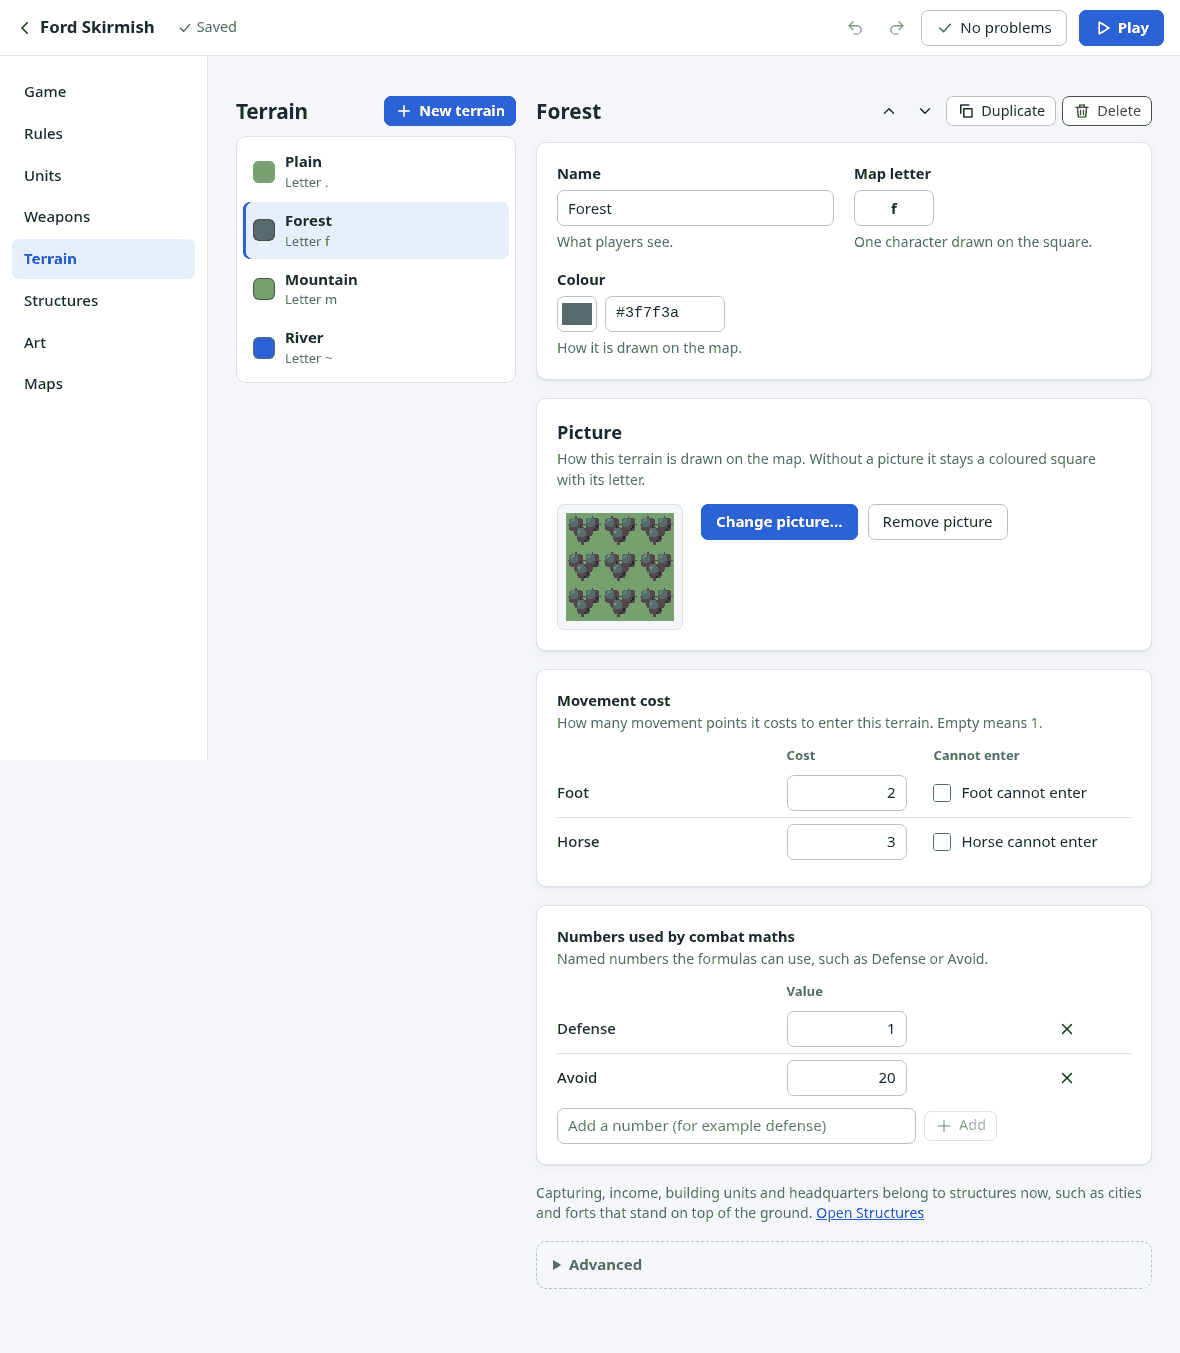 Ford Skirmish
Saved
No problems
Play
Game
Rules
Units
Weapons
Terrain
Structures
Art
Maps
Terrain
New terrain
Plain
Letter .
Forest
Letter f
Mountain
Letter m
River
Letter ~
Forest
Duplicate
Delete
Name
Map letter
Forest
f
What players see.
One character drawn on the square.
Colour
#3f7f3a
How it is drawn on the map.
Picture
How this terrain is drawn on the map. Without a picture it stays a coloured square
with its letter.
Change picture...
Remove picture
Movement cost
How many movement points it costs to enter this terrain. Empty means 1.
Cost
Cannot enter
Foot
2
Foot cannot enter
Horse
3
Horse cannot enter
Numbers used by combat maths
Named numbers the formulas can use, such as Defense or Avoid.
Value
Defense
1
Avoid
20
Add a number (for example defense)
Add
Capturing, income, building units and headquarters belong to structures now, such as cities
and forts that stand on top of the ground. Open Structures
Advanced